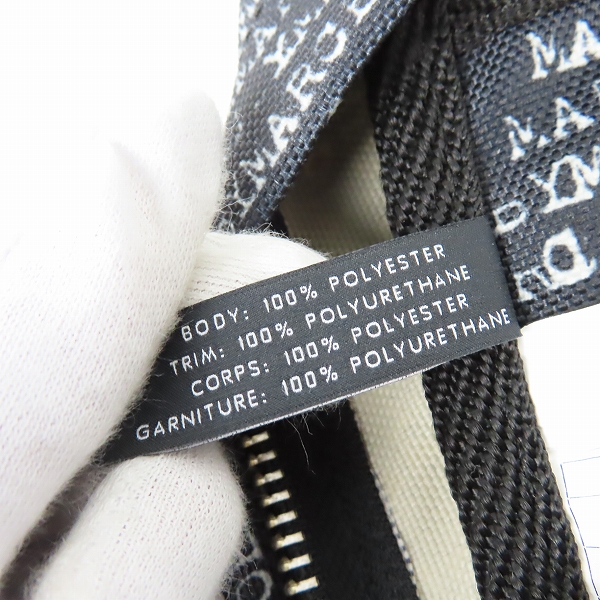 BODY: 100% POLYESTER
TRIM: 100% POLYURETHANE
CORPS: 100% POLYESTER
GARNITURE: 100% POLYURETHANE